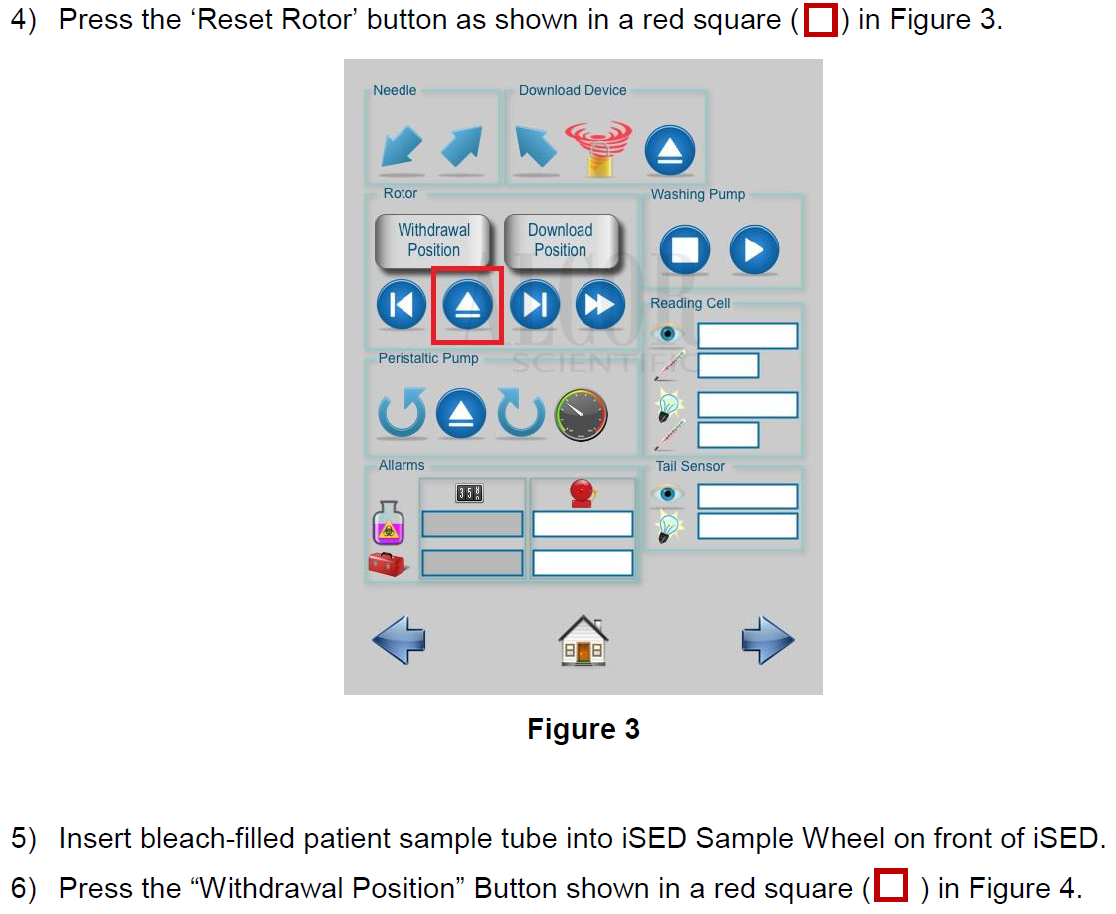 4) Press the ‘Reset Rotor’ button as shown in a red square ( ) in Figure 3.
Needle
Download Device
Rotor
Withdrawal
Position
Download
Position
Washing Pump
Reading Cell
ALCOR
SCIENTIFIC
Peristaltic Pump
Allarms
Tail Sensor
Figure 3
5) Insert bleach-filled patient sample tube into iSED Sample Wheel on front of iSED.
6) Press the “Withdrawal Position” Button shown in a red square ( ) in Figure 4.